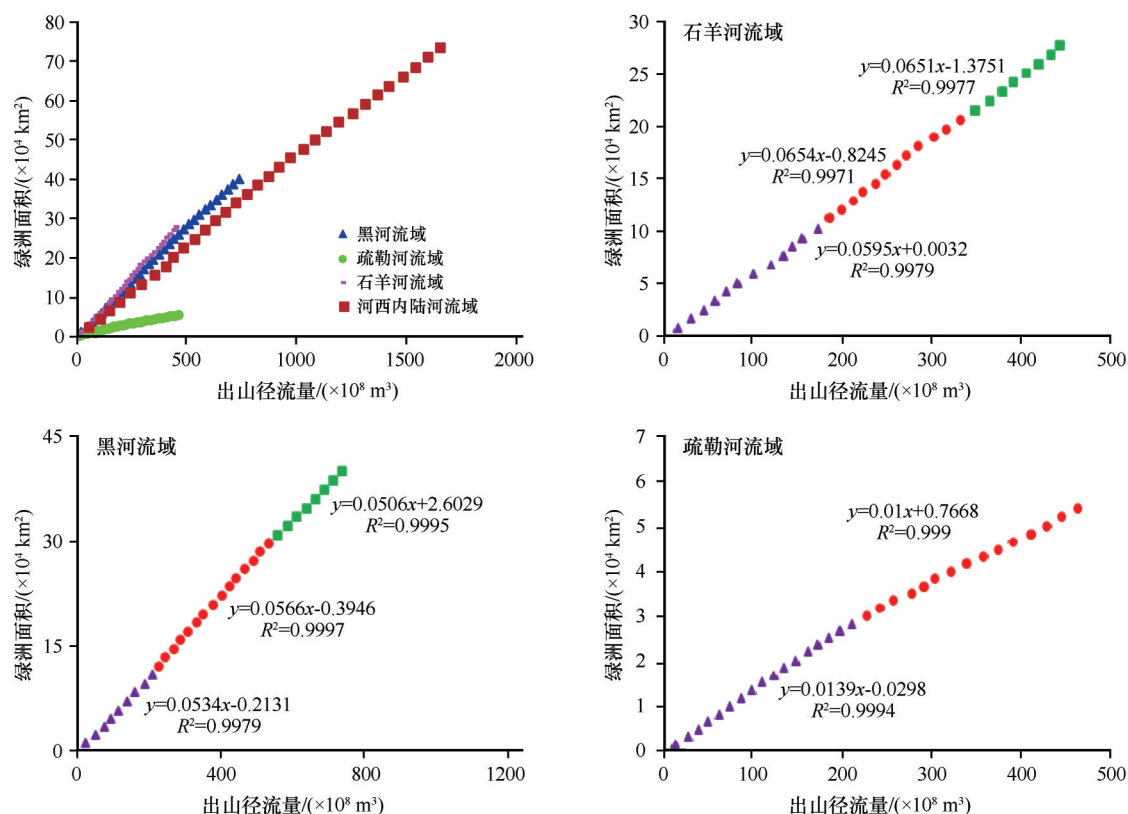 80
70
60
50
40
30
20
10
0
绿洲面积/(×10⁴ km²)
黑河流域
疏勒河流域
石羊河流域
河西内陆河流域
0 500 1000 1500 2000
出山径流量/(×10⁸ m³)
石羊河流域
30
25
20
15
10
5
0
绿洲面积/(×10⁴ km²)
y=0.0651x-1.3751
R²=0.9977
y=0.0654x-0.8245
R²=0.9971
y=0.0595x+0.0032
R²=0.9979
0 100 200 300 400 500
出山径流量/(×10⁸ m³)
黑河流域
45
30
15
0
绿洲面积/(×10⁴ km²)
y=0.0506x+2.6029
R²=0.9995
y=0.0566x-0.3946
R²=0.9997
y=0.0534x-0.2131
R²=0.9979
0 400 800 1200
出山径流量/(×10⁸ m³)
疏勒河流域
7
6
5
4
3
2
1
0
绿洲面积/(×10⁴ km²)
y=0.01x+0.7668
R²=0.999
y=0.0139x-0.0298
R²=0.9994
0 100 200 300 400 500
出山径流量/(×10⁸ m³)